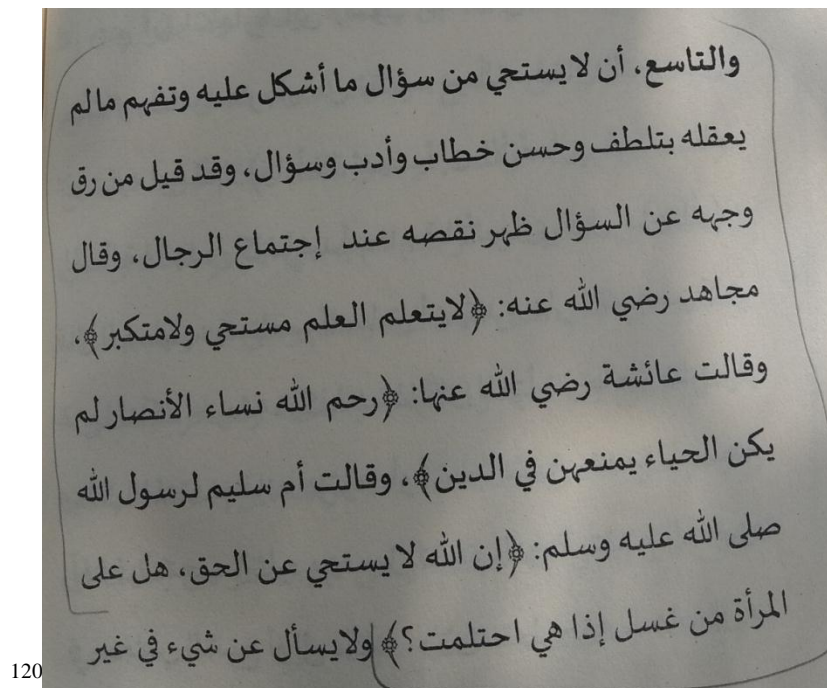 والتاسع، أن لا يستحي من سؤال ما أشكل عليه وتفهم مالم
يعقله بتلطف وحسن خطاب وأدب وسؤال، وقد قيل من رق
وجهه عن السؤال ظهر نقصه عند إجتماع الرجال، وقال
مجاهد رضي الله عنه: ﴿لايتعلم العلم مستحي ولامتكبر﴾،
وقالت عائشة رضي الله عنها: ﴿رحم الله نساء الأنصار لم
يكن الحياء يمنعهن في الدين﴾، وقالت أم سليم لرسول الله
صلى الله عليه وسلم: ﴿إن الله لا يستحي عن الحق، هل على
المرأة من غسل إذا هي احتلمت؟﴾ ولايسأل عن شيء في غير
120